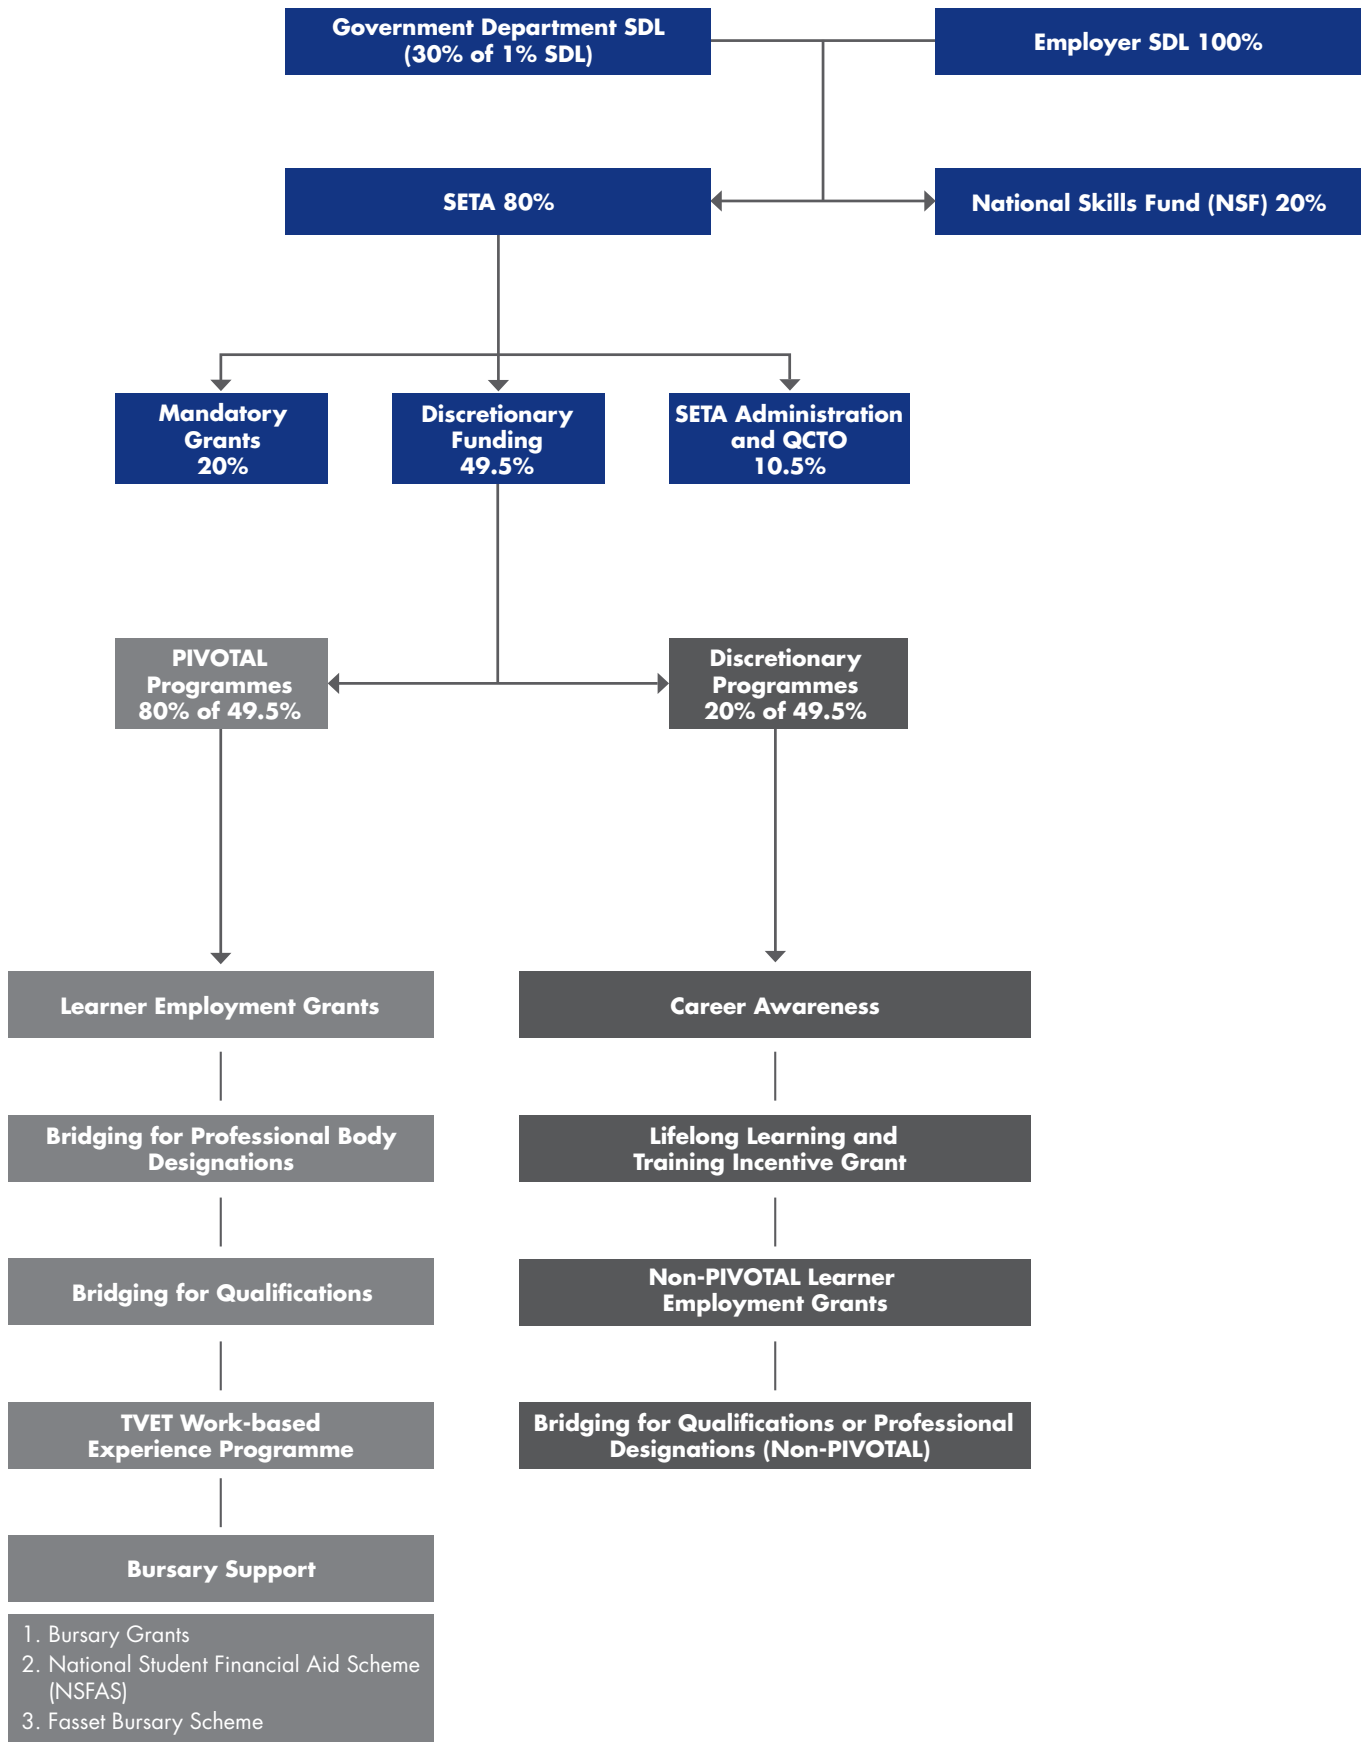 Government Department SDL
(30% of 1% SDL)
Employer SDL 100%
SETA 80%
National Skills Fund (NSF) 20%
Mandatory
Grants
20%
Discretionary
Funding
49.5%
SETA Administration
and QCTO
10.5%
PIVOTAL
Programmes
80% of 49.5%
Discretionary
Programmes
20% of 49.5%
Learner Employment Grants
Bridging for Professional Body
Designations
Bridging for Qualifications
TVET Work-based
Experience Programme
Bursary Support
1. Bursary Grants
2. National Student Financial Aid Scheme
(NSFAS)
3. Fasset Bursary Scheme
Career Awareness
Lifelong Learning and
Training Incentive Grant
Non-PIVOTAL Learner
Employment Grants
Bridging for Qualifications or Professional
Designations (Non-PIVOTAL)